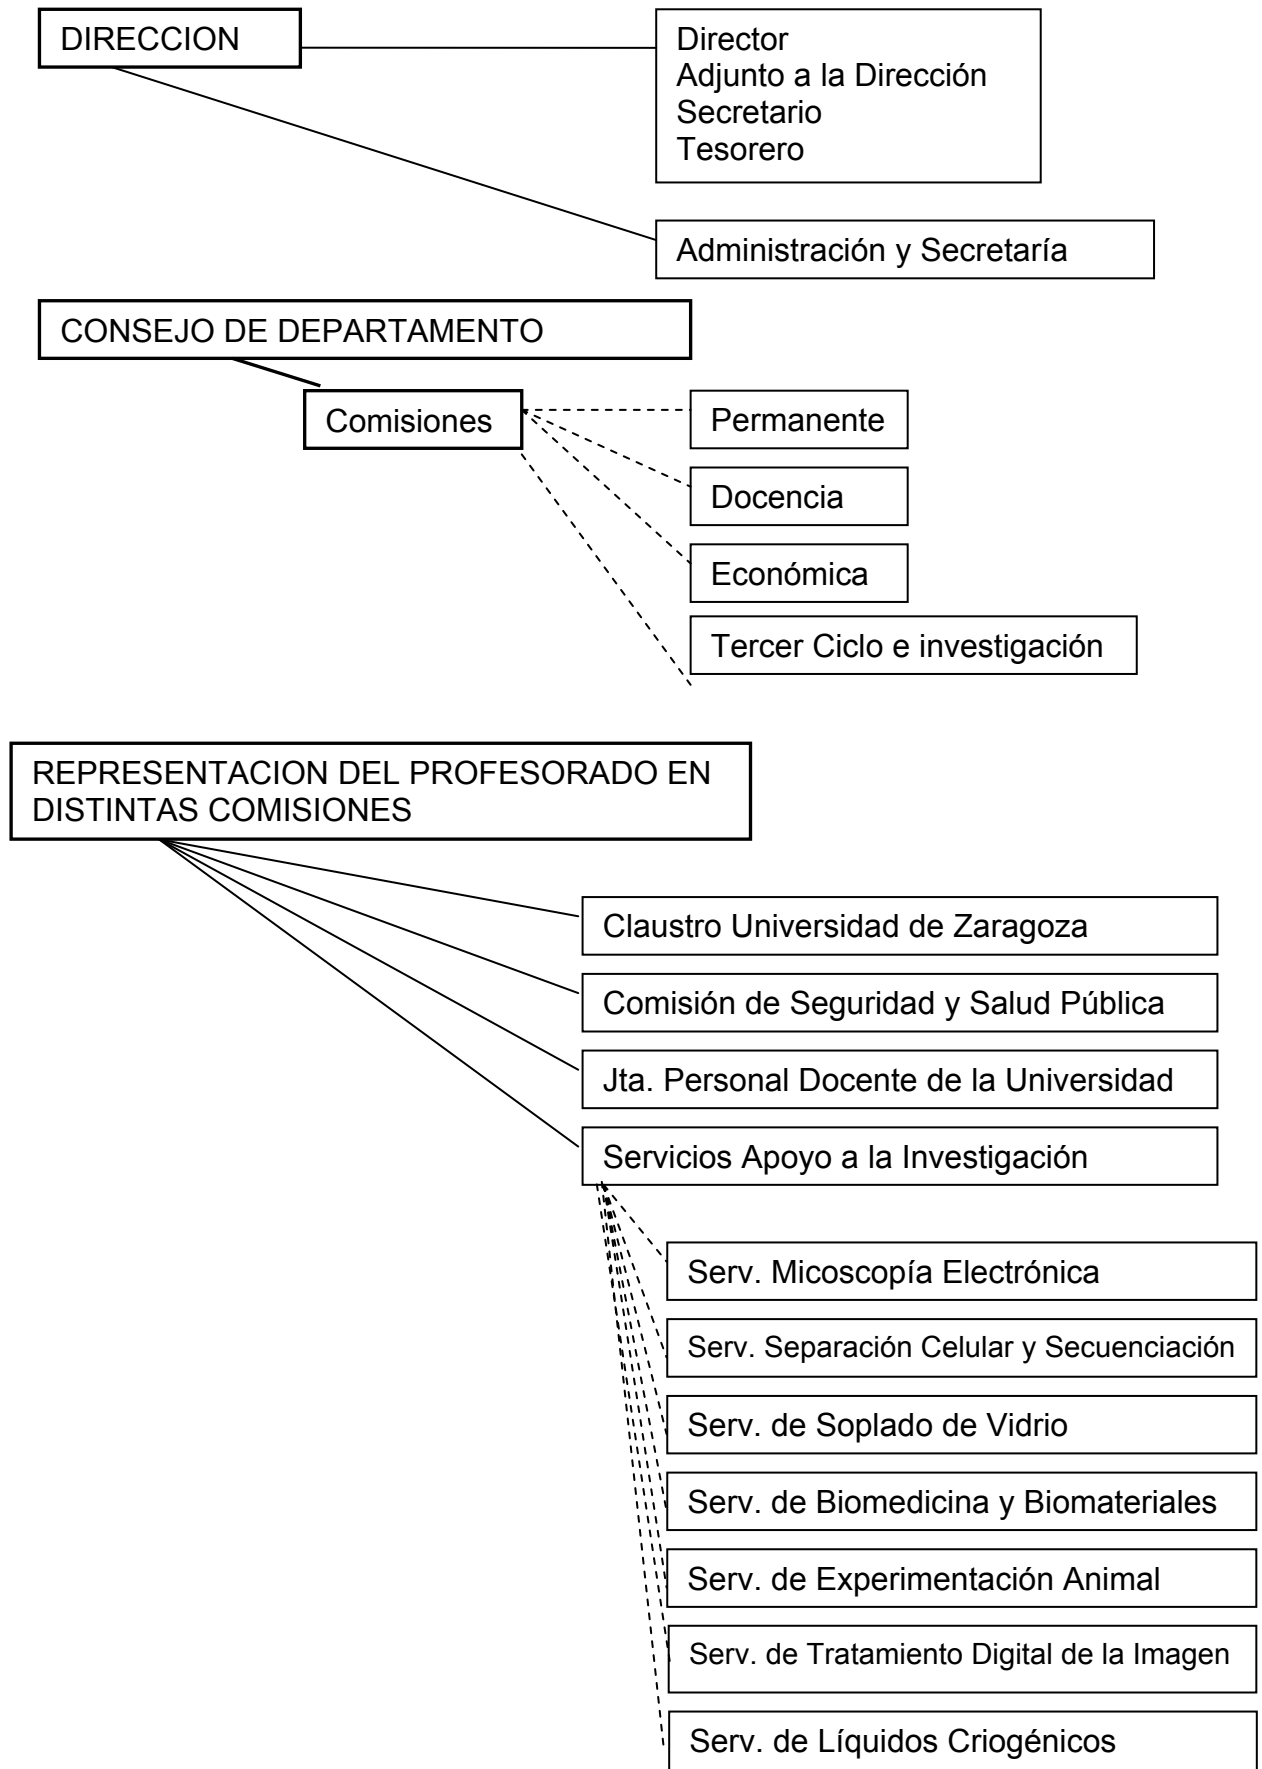 DIRECCION
Director
Adjunto a la Dirección
Secretario
Tesorero
Administración y Secretaría
CONSEJO DE DEPARTAMENTO
Comisiones
Permanente
Docencia
Económica
Tercer Ciclo e investigación
REPRESENTACION DEL PROFESORADO EN
DISTINTAS COMISIONES
Claustro Universidad de Zaragoza
Comisión de Seguridad y Salud Pública
Jta. Personal Docente de la Universidad
Servicios Apoyo a la Investigación
Serv. Micoscopía Electrónica
Serv. Separación Celular y Secuenciación
Serv. de Soplado de Vidrio
Serv. de Biomedicina y Biomateriales
Serv. de Experimentación Animal
Serv. de Tratamiento Digital de la Imagen
Serv. de Líquidos Criogénicos